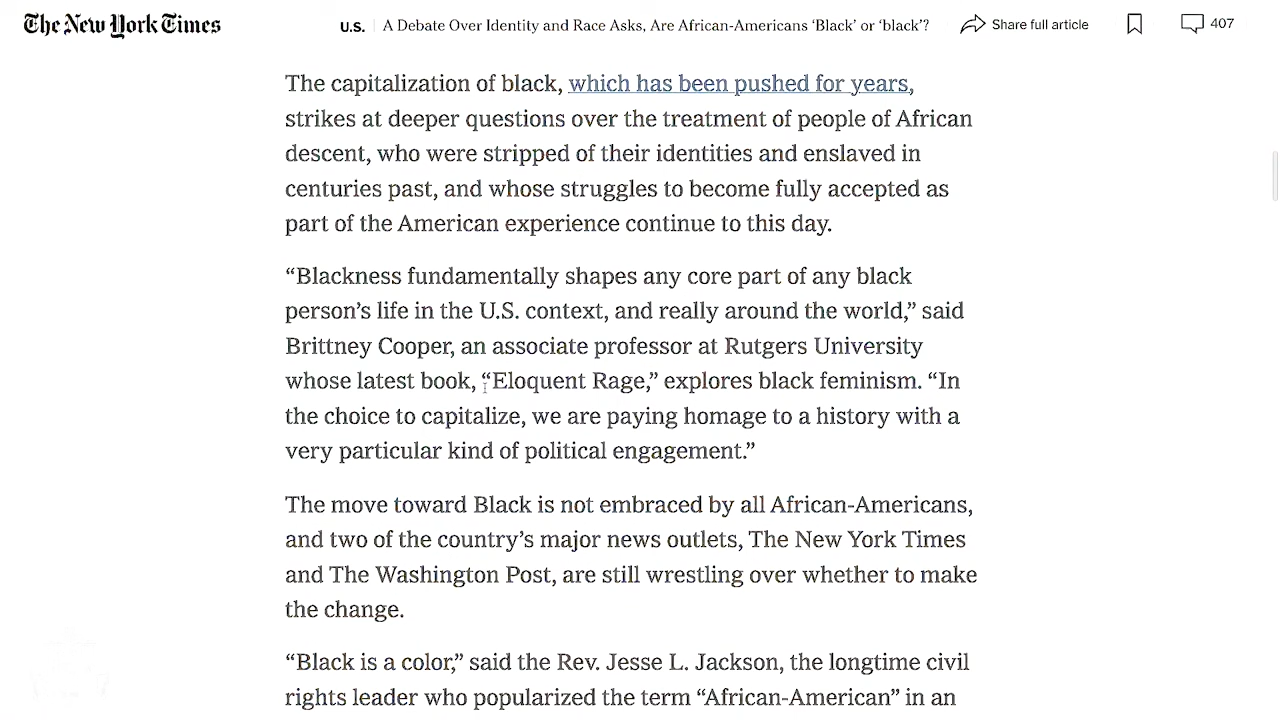 The New York Times
U.S. A Debate Over Identity and Race Asks, Are African-Americans ‘Black’ or ‘black’? Share full article 407
The capitalization of black, which has been pushed for years,
strikes at deeper questions over the treatment of people of African
descent, who were stripped of their identities and enslaved in
centuries past, and whose struggles to become fully accepted as
part of the American experience continue to this day.
“Blackness fundamentally shapes any core part of any black
person’s life in the U.S. context, and really around the world,” said
Brittney Cooper, an associate professor at Rutgers University
whose latest book, “Eloquent Rage,” explores black feminism. “In
the choice to capitalize, we are paying homage to a history with a
very particular kind of political engagement.”
The move toward Black is not embraced by all African-Americans,
and two of the country’s major news outlets, The New York Times
and The Washington Post, are still wrestling over whether to make
the change.
“Black is a color,” said the Rev. Jesse L. Jackson, the longtime civil
rights leader who popularized the term “African-American” in an